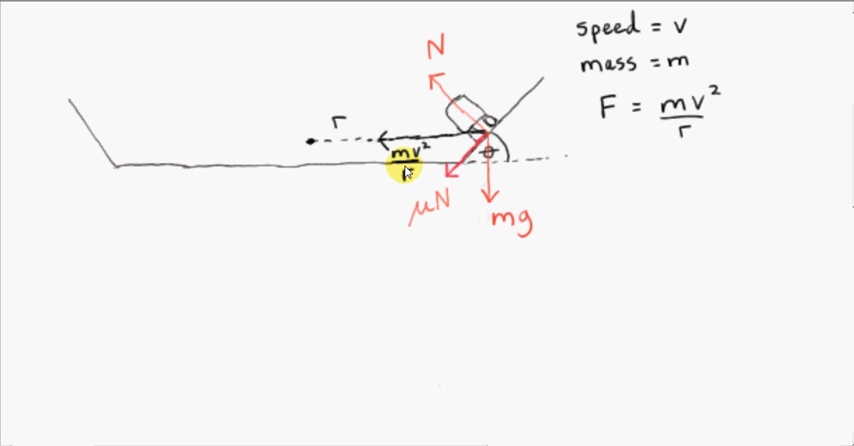 speed = v
mass = m
F = mv²/r
N
r
mv²/r
θ
μN
mg